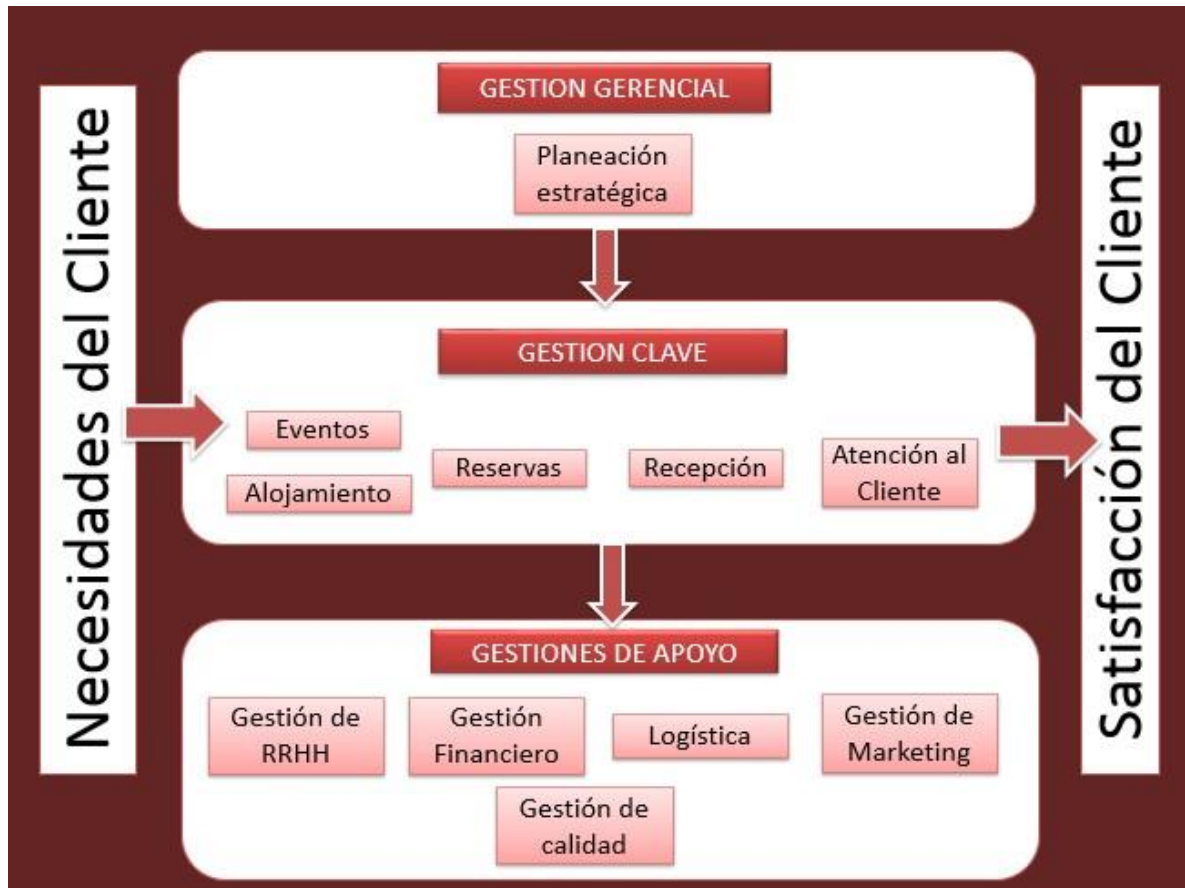 Necesidades del Cliente
GESTION GERENCIAL
Planeación
estratégica
GESTION CLAVE
Eventos
Alojamiento
Reservas
Recepción
Atención al
Cliente
GESTIONES DE APOYO
Gestión de
RRHH
Gestión
Financiero
Logística
Gestión de
Marketing
Gestión de
calidad
Satisfacción del Cliente